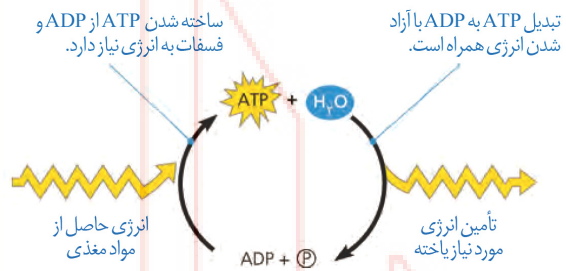 تبدیل ATP به ADP با آزاد
شدن انرژی همراه است.
ساخته شدن ATP از ADP و
فسفات به انرژی نیاز دارد.
ATP + H۲O
تأمین انرژی
مورد نیاز یاخته
انرژی حاصل از
مواد مغذی
ADP + P